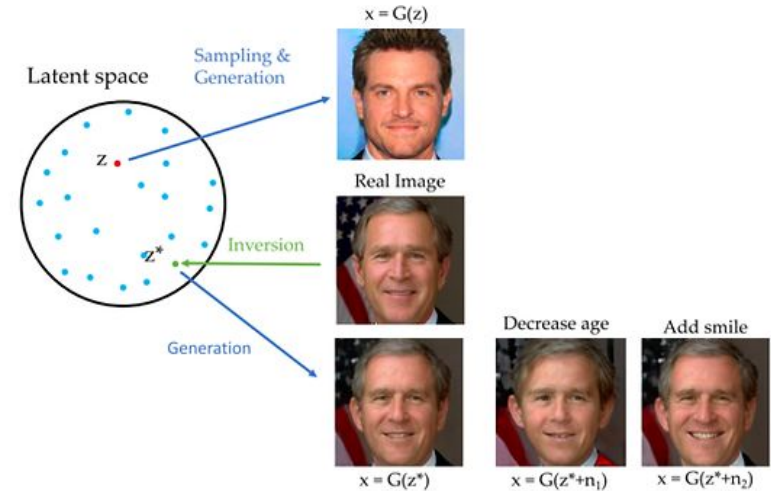 x = G(z)
Sampling &
Generation
Latent space
z
Real Image
z*
Inversion
Generation
Decrease age
Add smile
x = G(z*)
x = G(z*+n₁)
x = G(z*+n₂)